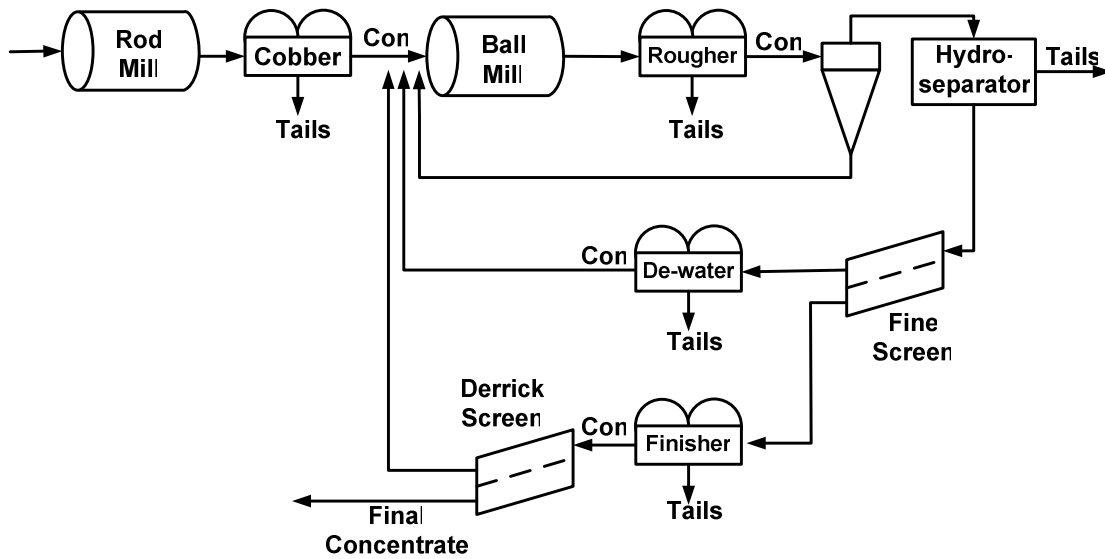 Rod
Mill
Cobber
Con
Ball
Mill
Rougher
Con
Hydro-
separator
Tails
Tails
Tails
Con
De-water
Tails
Fine
Screen
Derrick
Screen
Con
Finisher
Tails
Final
Concentrate